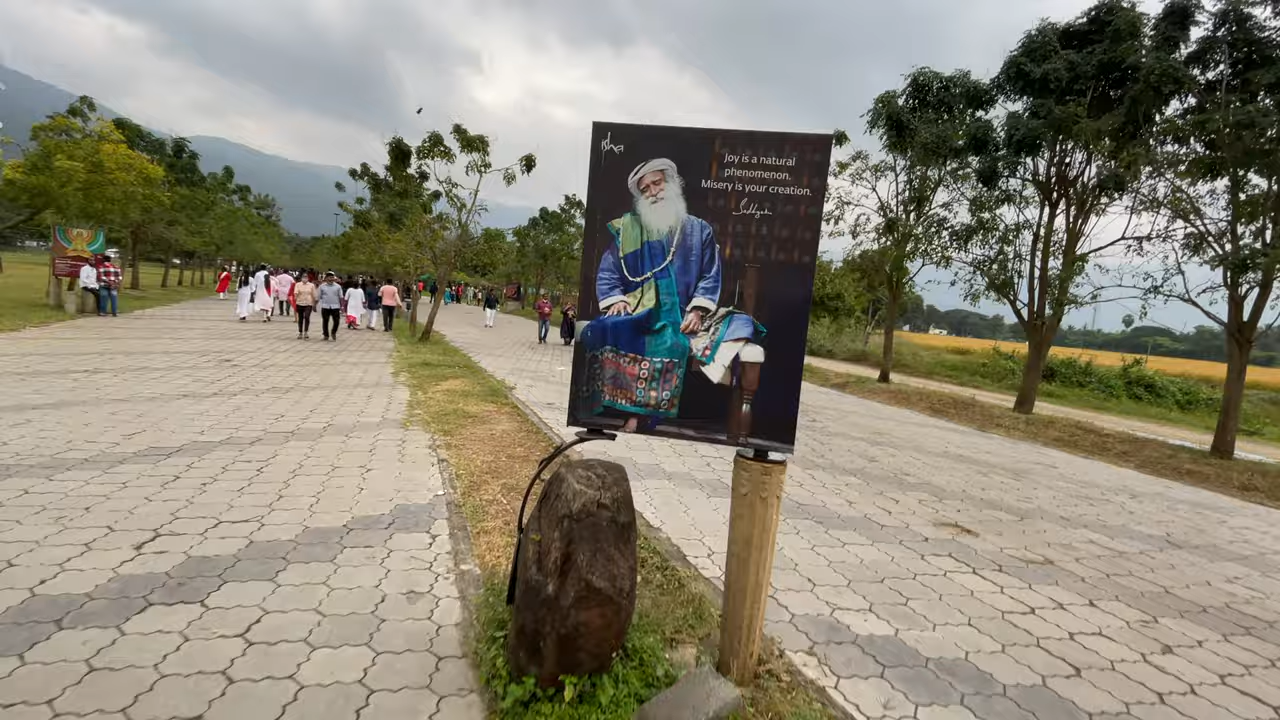 isha
Joy is a natural
phenomenon.
Misery is your creation.
Sadhguru